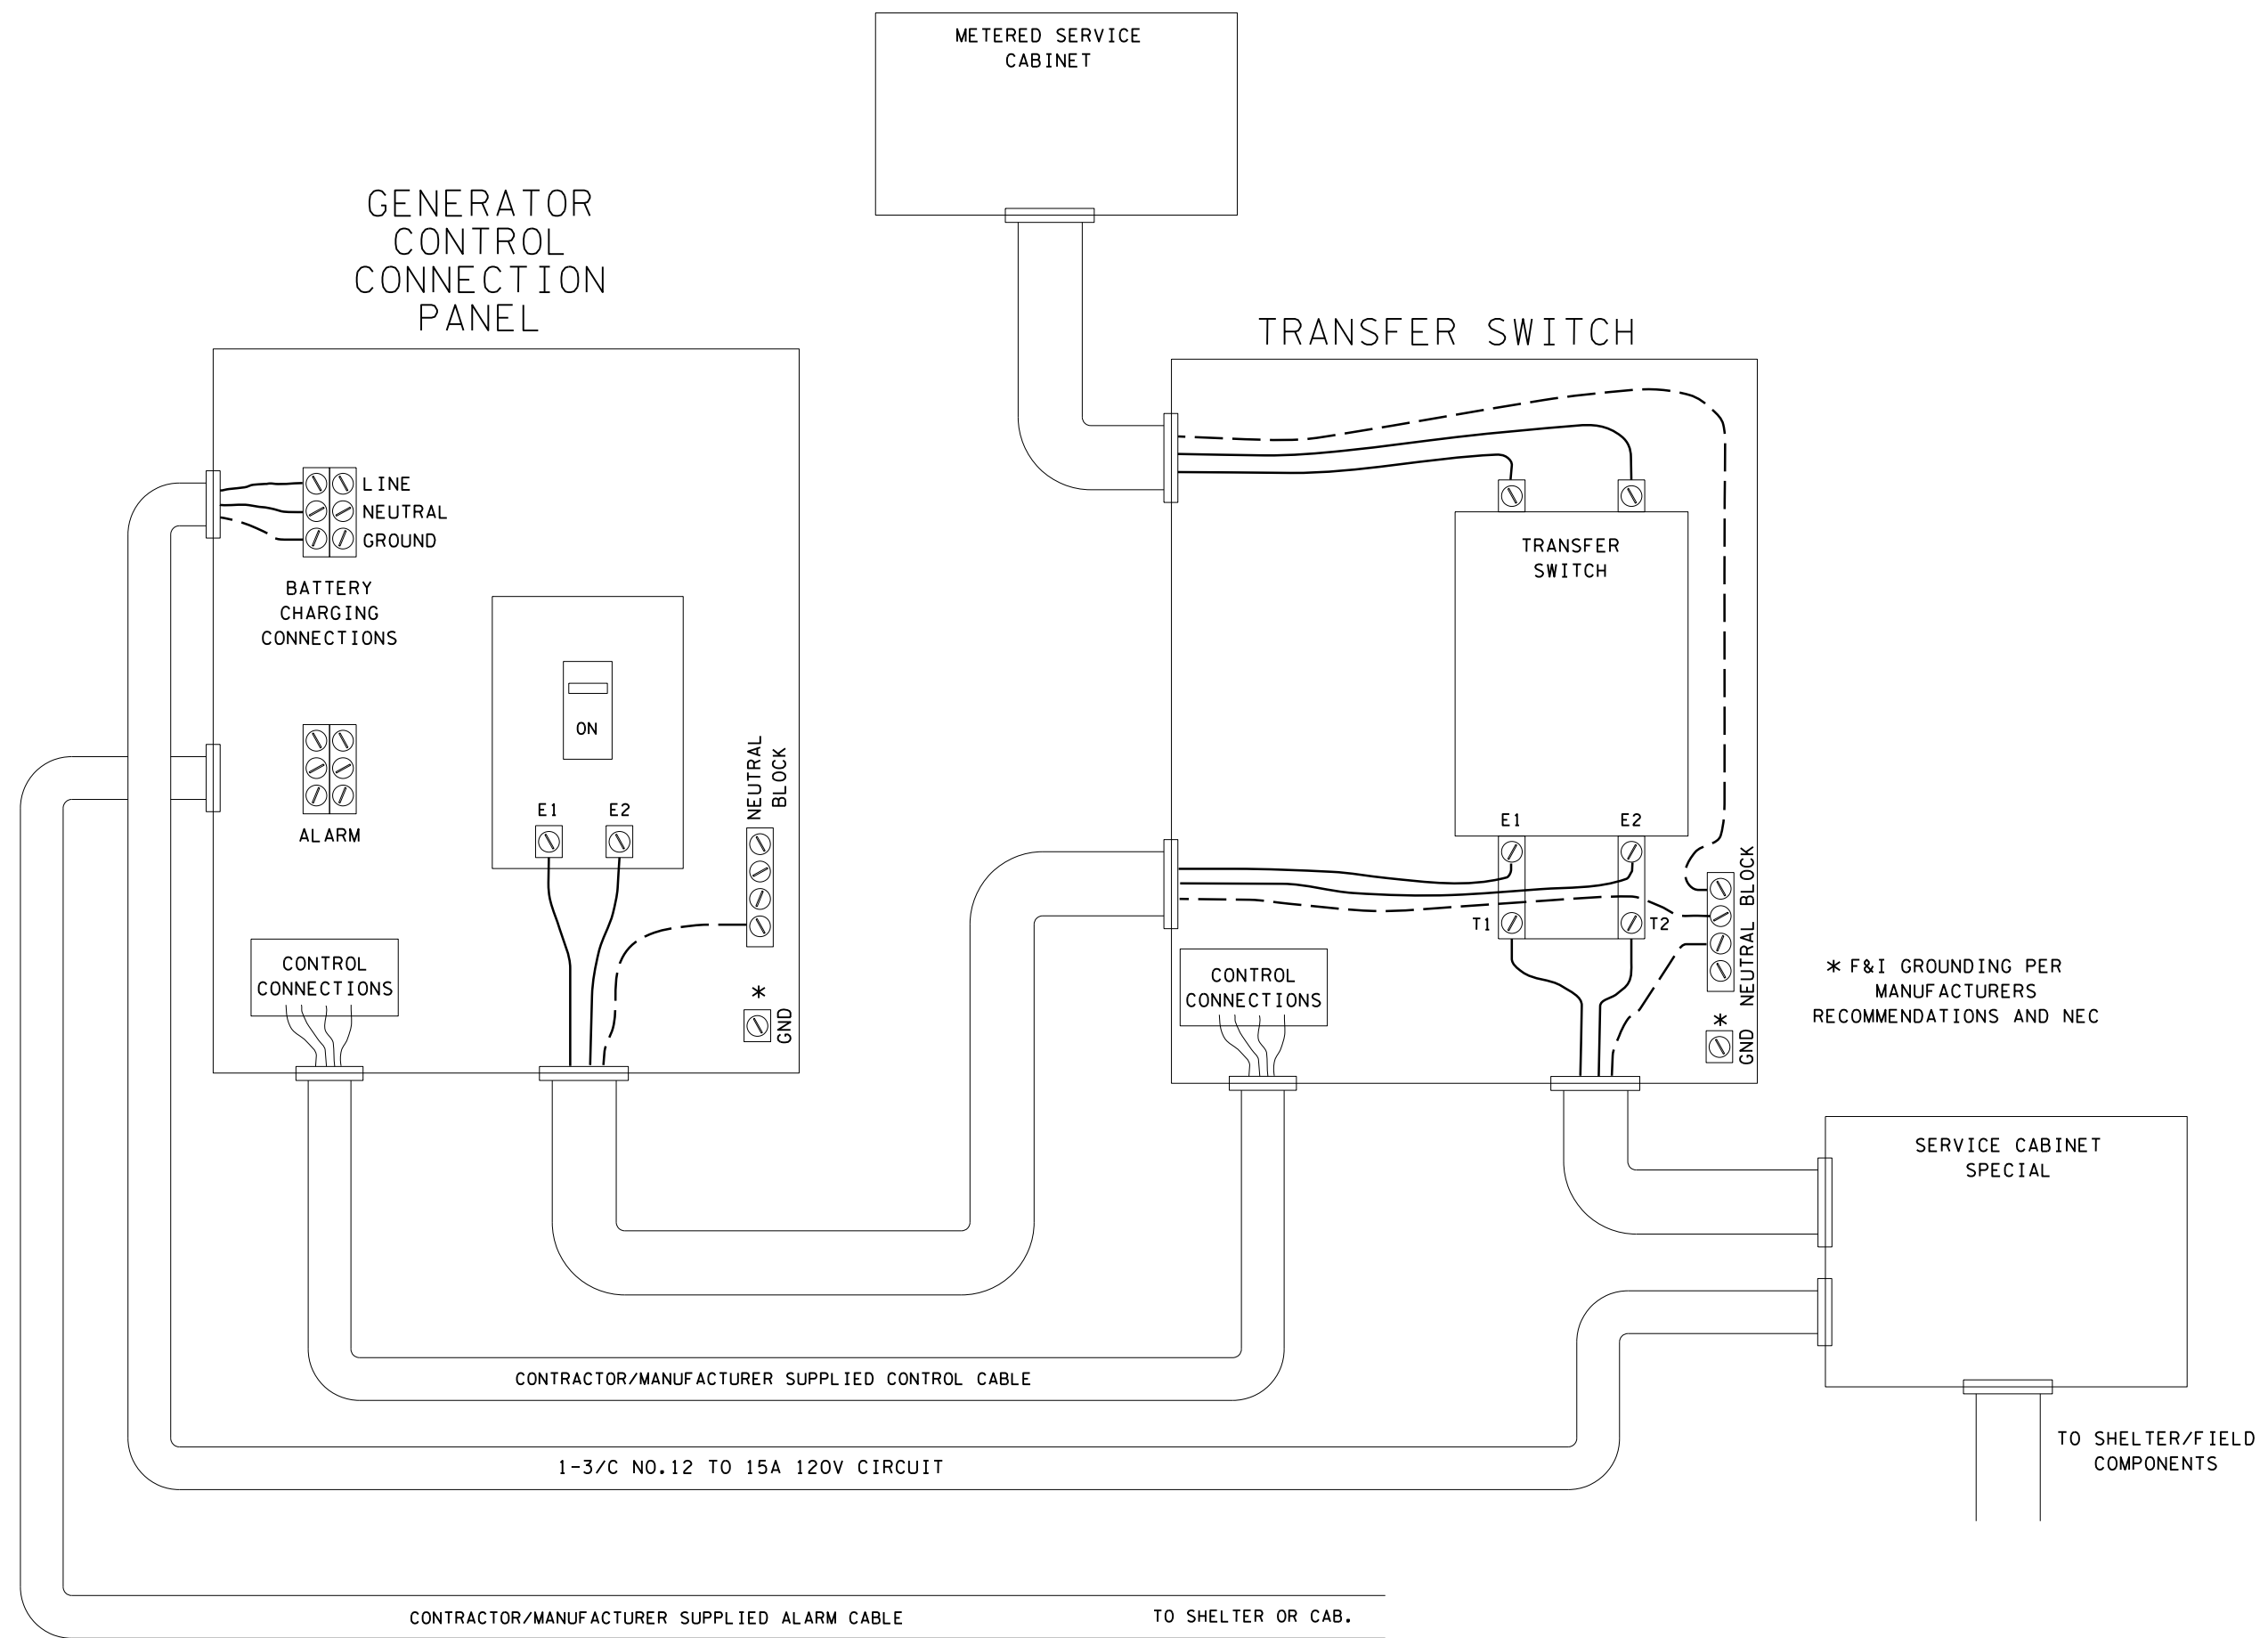 METERED SERVICE
CABINET
GENERATOR
CONTROL
CONNECTION
PANEL
TRANSFER SWITCH
LINE
NEUTRAL
GROUND
BATTERY
CHARGING
CONNECTIONS
TRANSFER
SWITCH
ON
E1 E2
ALARM
NEUTRAL
BLOCK
E1 E2
T1 T2
NEUTRAL BLOCK
CONTROL
CONNECTIONS
*
GND
CONTROL
CONNECTIONS
*
GND
* F&I GROUNDING PER
MANUFACTURERS
RECOMMENDATIONS AND NEC
SERVICE CABINET
SPECIAL
CONTRACTOR/MANUFACTURER SUPPLIED CONTROL CABLE
TO SHELTER/FIELD
COMPONENTS
1-3/C NO.12 TO 15A 120V CIRCUIT
CONTRACTOR/MANUFACTURER SUPPLIED ALARM CABLE
TO SHELTER OR CAB.